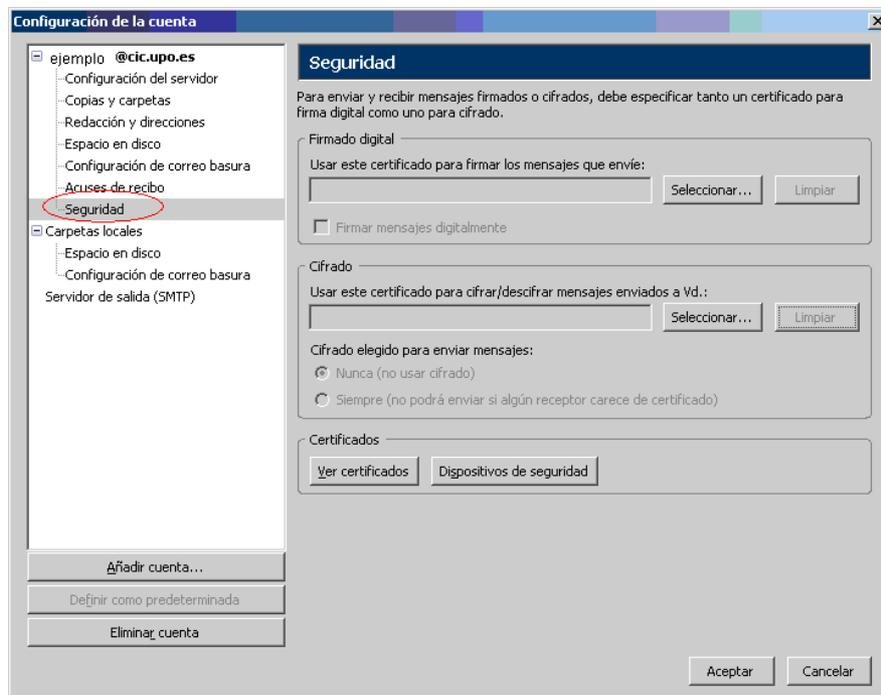 Configuración de la cuenta
ejemplo @cic.upo.es
Configuración del servidor
Copias y carpetas
Redacción y direcciones
Espacio en disco
Configuración de correo basura
Acuses de recibo
Seguridad
Carpetas locales
Espacio en disco
Configuración de correo basura
Servidor de salida (SMTP)
Añadir cuenta...
Definir como predeterminada
Eliminar cuenta
Seguridad
Para enviar y recibir mensajes firmados o cifrados, debe especificar tanto un certificado para
firma digital como uno para cifrado.
Firmado digital
Usar este certificado para firmar los mensajes que envíe:
Seleccionar... Limpiar
Firmar mensajes digitalmente
Cifrado
Usar este certificado para cifrar/descifrar mensajes enviados a Vd.:
Seleccionar... Limpiar
Cifrado elegido para enviar mensajes:
Nunca (no usar cifrado)
Siempre (no podrá enviar si algún receptor carece de certificado)
Certificados
Ver certificados Dispositivos de seguridad
Aceptar Cancelar